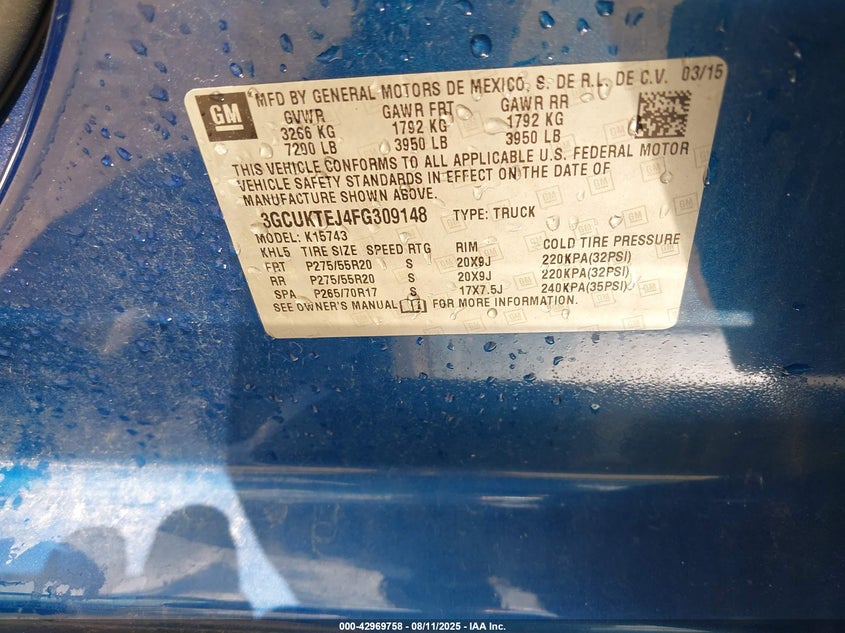 GM
MFD BY GENERAL MOTORS DE MEXICO, S. DE R.L. DE C.V. 03/15
GVWR GAWR FRT GAWR RR
3266 KG 1792 KG 1792 KG
7200 LB 3950 LB 3950 LB
THIS VEHICLE CONFORMS TO ALL APPLICABLE U.S. FEDERAL MOTOR
VEHICLE SAFETY STANDARDS IN EFFECT ON THE DATE OF
MANUFACTURE SHOWN ABOVE.
3GCUKTEJ4FG309148 TYPE: TRUCK
MODEL: K15743
KHL5 TIRE SIZE SPEED RTG RIM COLD TIRE PRESSURE
FRT P275/55R20 S 20X9J 220KPA(32PSI)
RR P275/55R20 S 20X9J 220KPA(32PSI)
SPA P265/70R17 S 17X7.5J 240KPA(35PSI)
SEE OWNER'S MANUAL FOR MORE INFORMATION.
000-42969758 - 08/11/2025 - IAA Inc.